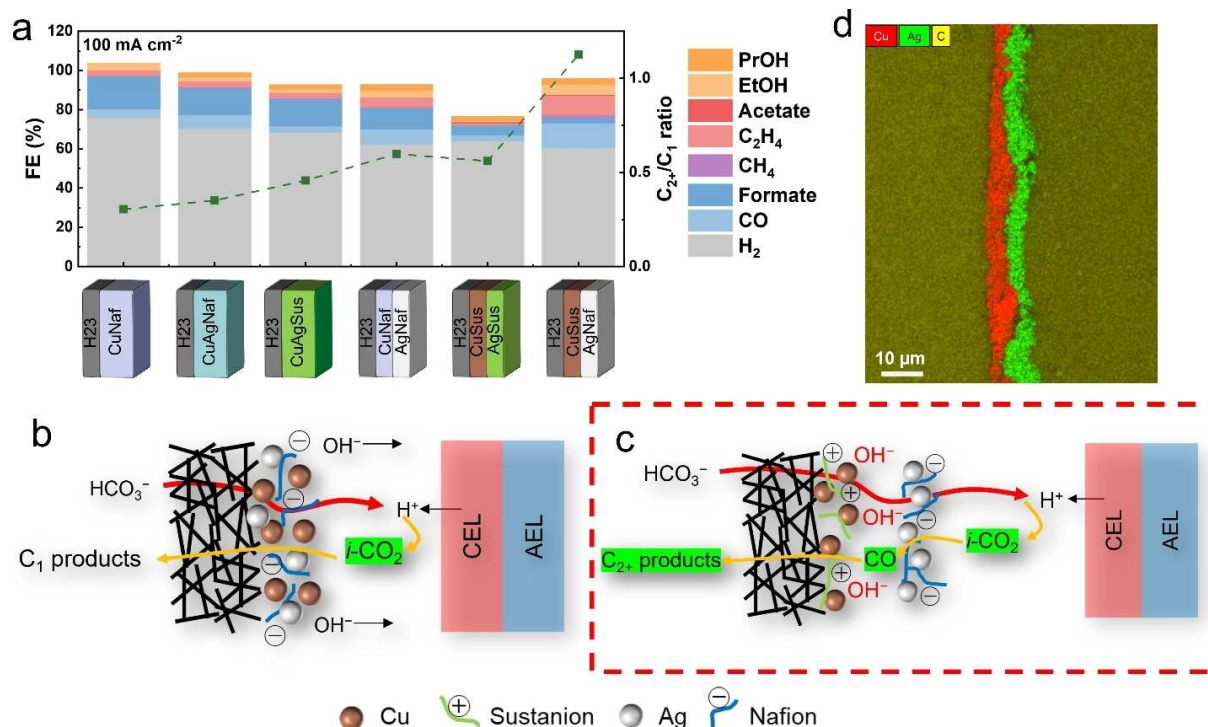 a
100 mA cm⁻²
120
100
80
60
40
20
0
FE (%)
1.0
0.5
0.0
C₂₊/C₁ ratio
PrOH
EtOH
Acetate
C₂H₄
CH₄
Formate
CO
H₂
H23 CuNaf
H23 CuAgNaf
H23 CuAgSus
H23 CuNaf AgNaf
H23 CuSus AgSus
H23 CuSus AgNaf
d
Cu Ag C
10 µm
b
OH⁻
HCO₃⁻
H⁺
i-CO₂
C₁ products
OH⁻
CEL
AEL
c
OH⁻
HCO₃⁻
OH⁻
H⁺
i-CO₂
CO
C₂₊ products
OH⁻
CEL
AEL
Cu Sustanion Ag Nafion